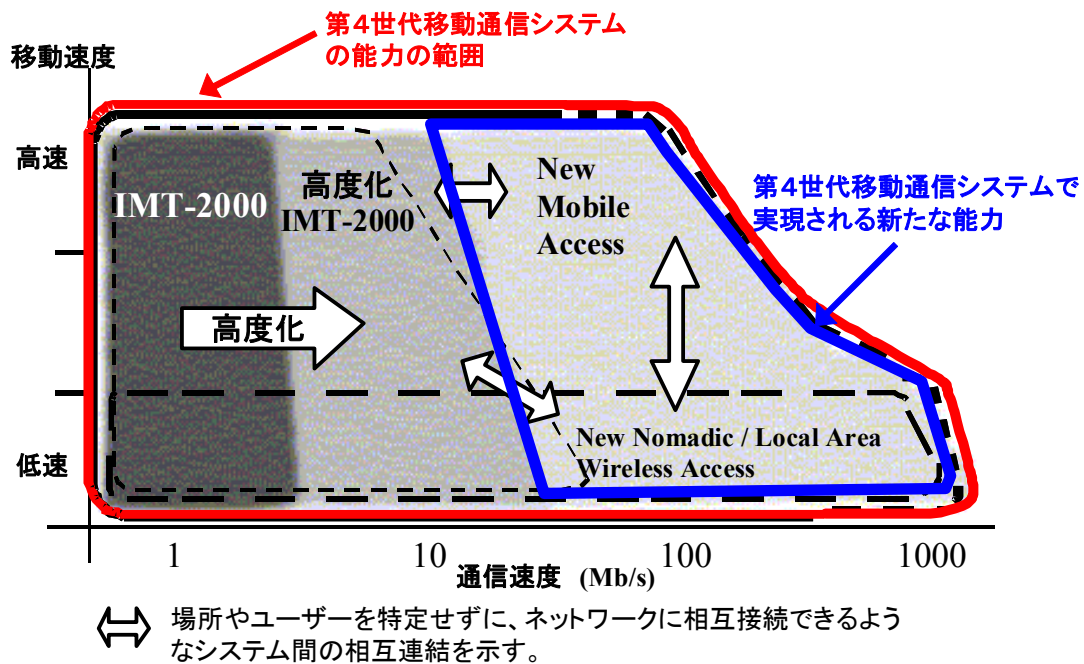 第4世代移動通信システム
の能力の範囲
移動速度
高速
IMT-2000
高度化
IMT-2000
New
Mobile
Access
第4世代移動通信システムで
実現される新たな能力
高度化
低速
New Nomadic / Local Area
Wireless Access
1 10 100 1000
通信速度 (Mb/s)
場所やユーザーを特定せずに、ネットワークに相互接続できるよう
なシステム間の相互連結を示す。